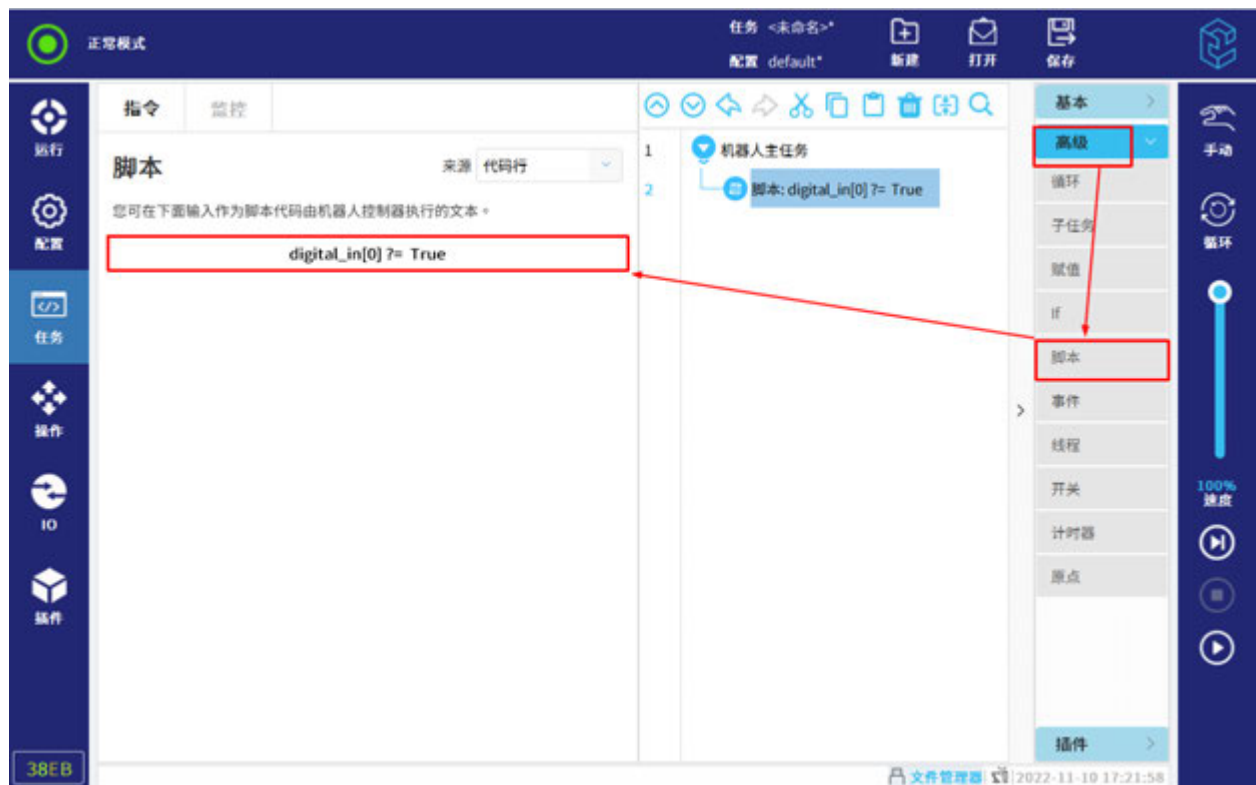 正常模式
任务 <未命名>*
配置 default*
新建
打开
保存
运行
配置
任务
操作
IO
插件
38EB
指令 监控
脚本
来源 代码行
您可在下面输入作为脚本代码由机器人控制器执行的文本。
digital_in[0] ?= True
1 机器人主任务
2 脚本: digital_in[0] ?= True
基本
高级
循环
子任务
赋值
If
脚本
事件
线程
开关
计时器
原点
插件
手动
循环
100%
速度
文件管理器 2022-11-10 17:21:58